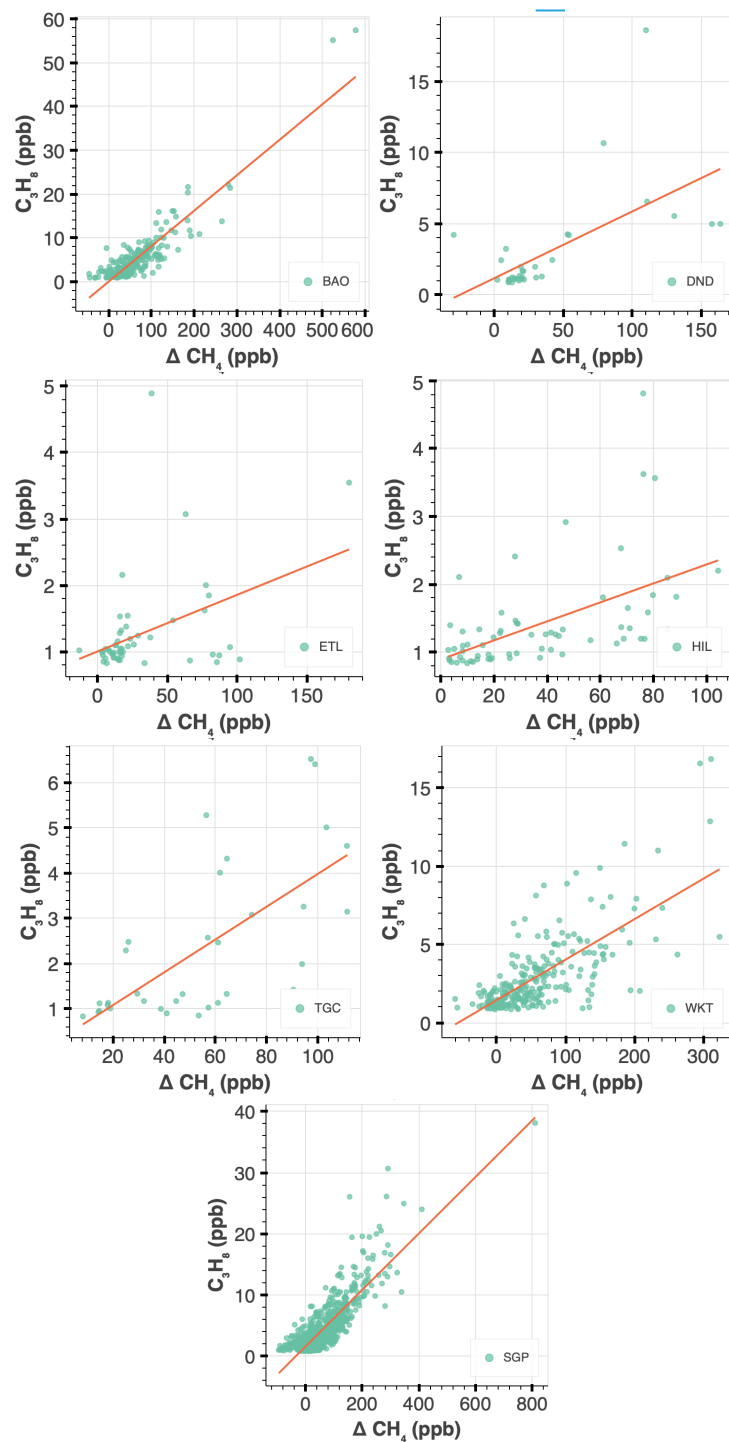 60
50
40
30
20
10
0
C₃H₈ (ppb)
BAO
0 100 200 300 400 500 600
Δ CH₄ (ppb)
15
10
5
0
C₃H₈ (ppb)
DND
0 50 100 150
Δ CH₄ (ppb)
5
4
3
2
1
C₃H₈ (ppb)
ETL
0 50 100 150
Δ CH₄ (ppb)
5
4
3
2
1
C₃H₈ (ppb)
HIL
0 20 40 60 80 100
Δ CH₄ (ppb)
6
5
4
3
2
1
C₃H₈ (ppb)
TGC
20 40 60 80 100
Δ CH₄ (ppb)
15
10
5
0
C₃H₈ (ppb)
WKT
0 100 200 300
Δ CH₄ (ppb)
40
30
20
10
0
C₃H₈ (ppb)
SGP
0 200 400 600 800
Δ CH₄ (ppb)